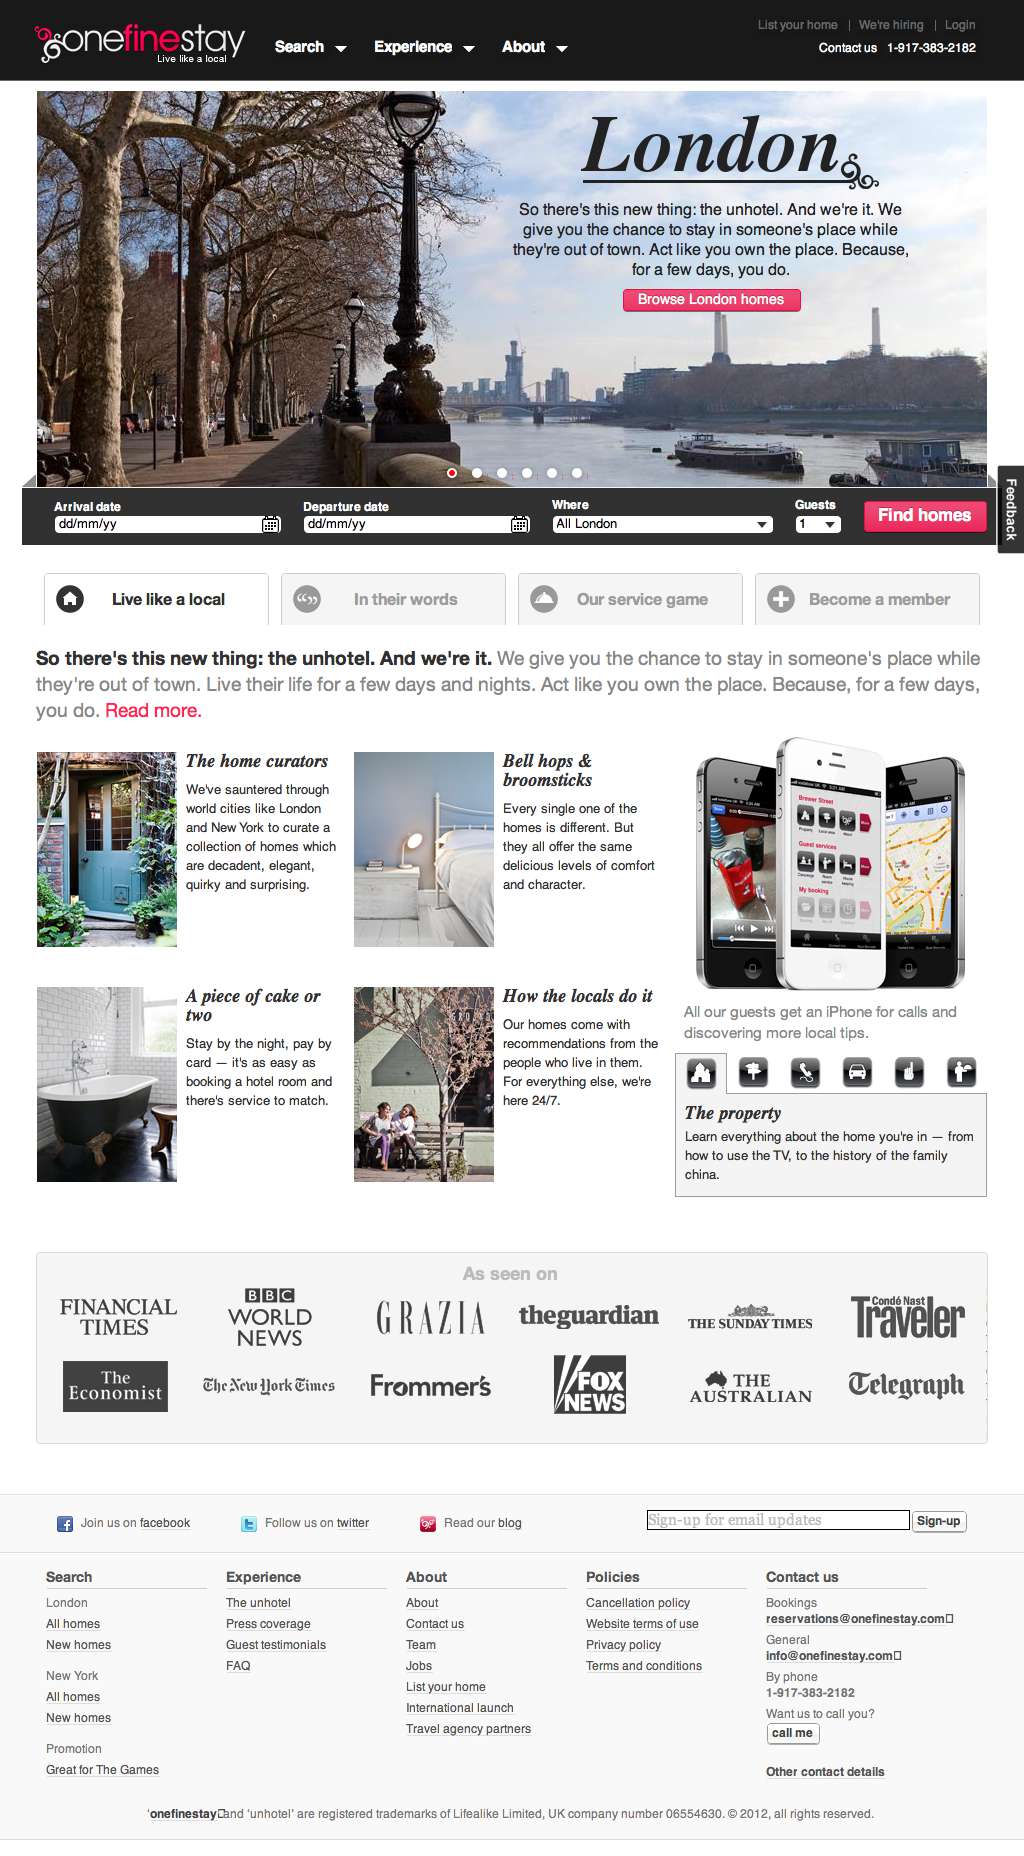 onefinestay
Live like a local
Search
Experience
About
List your home
We're hiring
Login
Contact us 1-917-383-2182
London
So there's this new thing: the unhotel. And we're it. We
give you the chance to stay in someone's place while
they're out of town. Act like you own the place. Because,
for a few days, you do.
Browse London homes
Feedback
Arrival date
dd/mm/yy
Departure date
dd/mm/yy
Where
All London
Guests
1
Find homes
Live like a local
In their words
Our service game
Become a member
So there's this new thing: the unhotel. And we're it. We give you the chance to stay in someone's place while
they're out of town. Live their life for a few days and nights. Act like you own the place. Because, for a few days,
you do. Read more.
The home curators
We've sauntered through
world cities like London
and New York to curate a
collection of homes which
are decadent, elegant,
quirky and surprising.
Bell hops &
broomsticks
Every single one of the
homes is different. But
they all offer the same
delicious levels of comfort
and character.
A piece of cake or
two
Stay by the night, pay by
card — it's as easy as
booking a hotel room and
there's service to match.
How the locals do it
Our homes come with
recommendations from the
people who live in them.
For everything else, we're
here 24/7.
Brewer Street
Guest services
My booking
All our guests get an iPhone for calls and
discovering more local tips.
The property
Learn everything about the home you're in — from
how to use the TV, to the history of the family
china.
As seen on
FINANCIAL
TIMES
BBC
WORLD
NEWS
GRAZIA
theguardian
THE SUNDAY TIMES
Condé Nast
Traveler
The
Economist
The New York Times
Frommer's
FOX
NEWS
THE
AUSTRALIAN
Telegraph
Join us on facebook
Follow us on twitter
Read our blog
Sign-up for email updates
Sign-up
Search
London
All homes
New homes
New York
All homes
New homes
Promotion
Great for The Games
Experience
The unhotel
Press coverage
Guest testimonials
FAQ
About
About
Contact us
Team
Jobs
List your home
International launch
Travel agency partners
Policies
Cancellation policy
Website terms of use
Privacy policy
Terms and conditions
Contact us
Bookings
reservations@onefinestay.com
General
info@onefinestay.com
By phone
1-917-383-2182
Want us to call you?
call me
Other contact details
'onefinestay and 'unhotel' are registered trademarks of Lifealike Limited, UK company number 06554630. © 2012, all rights reserved.